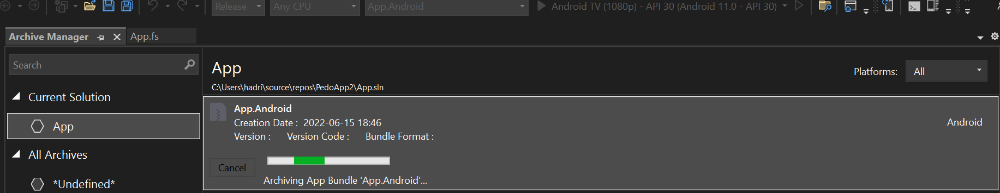 Release Any CPU App.Android Android TV (1080p) - API 30 (Android 11.0 - API 30)
Archive Manager App.fs
Search
Current Solution
App
All Archives
*Undefined*
App
C:\Users\hadri\source\repos\PedoApp2\App.sln
Platforms: All
App.Android
Creation Date : 2022-06-15 18:46
Version : Version Code : Bundle Format :
Android
Cancel
Archiving App Bundle 'App.Android'...